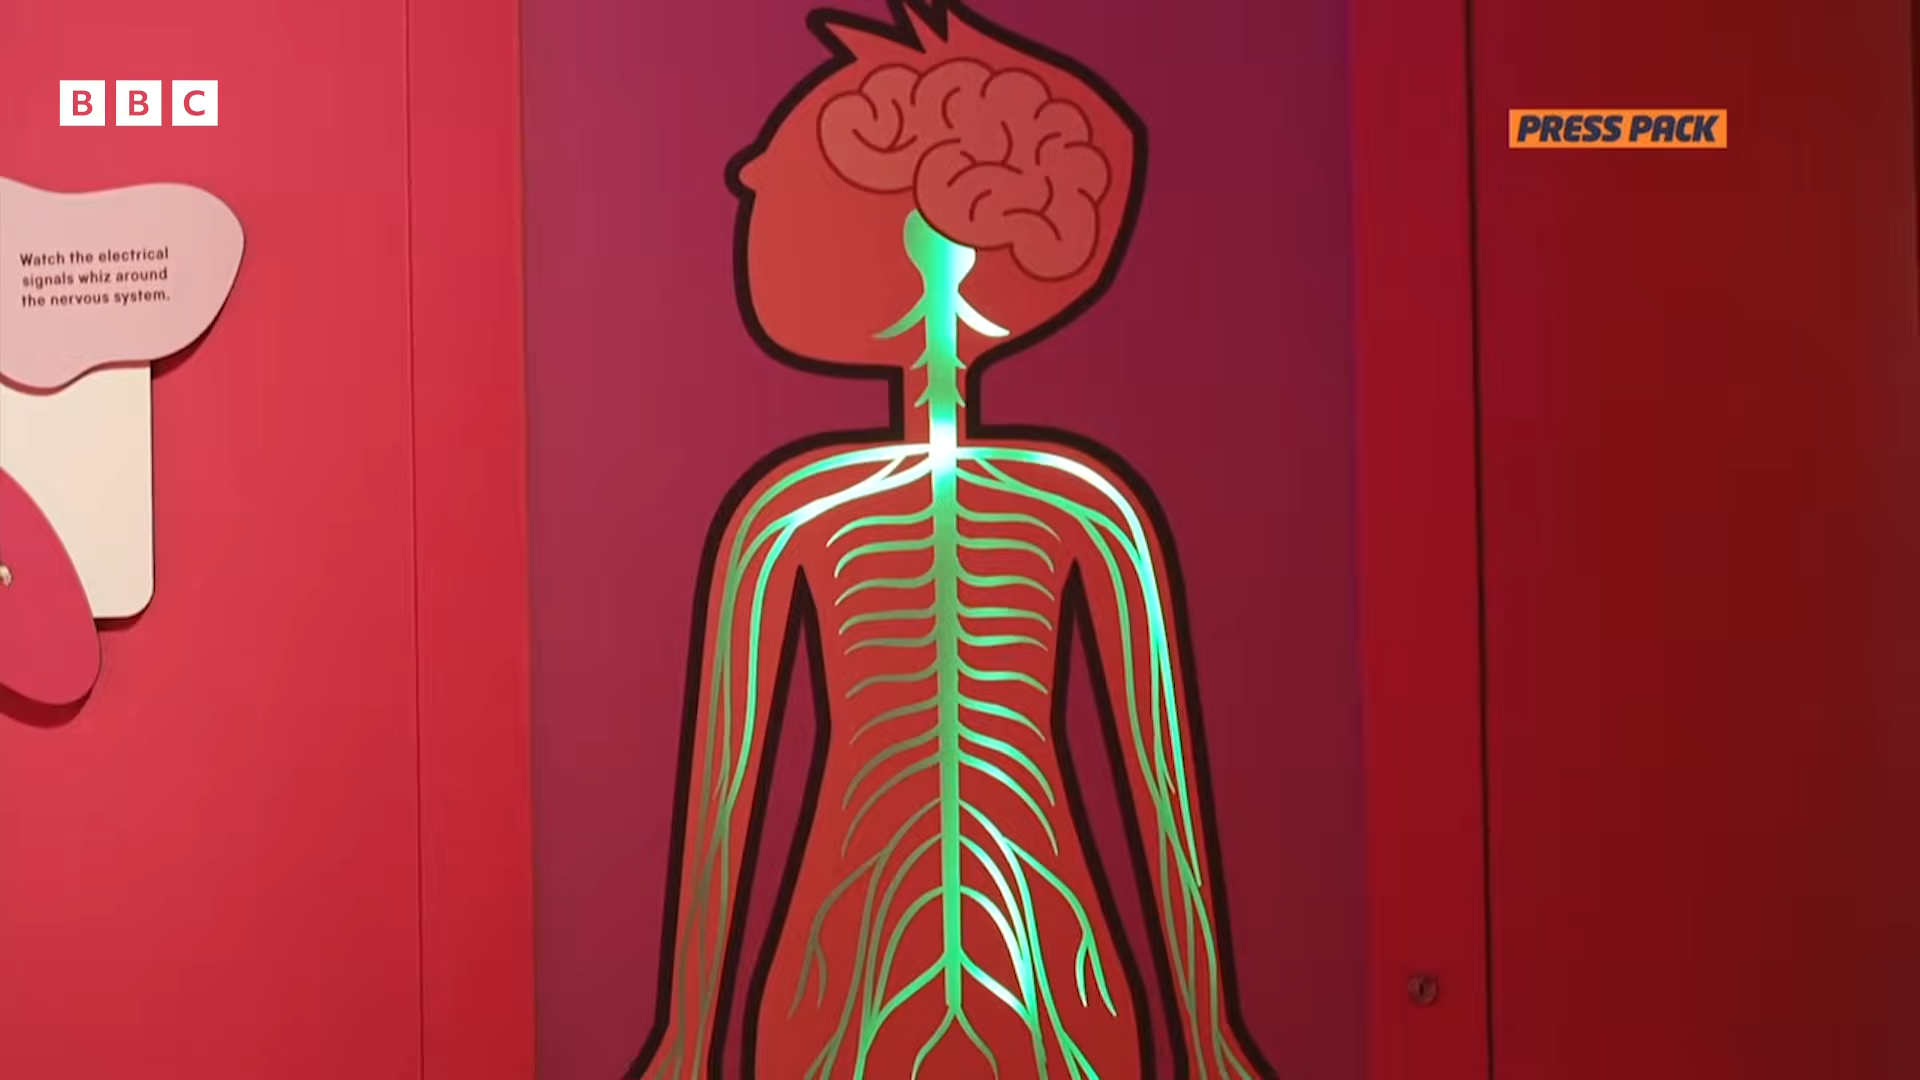 BBC
PRESS PACK
Watch the electrical
signals whiz around
the nervous system.